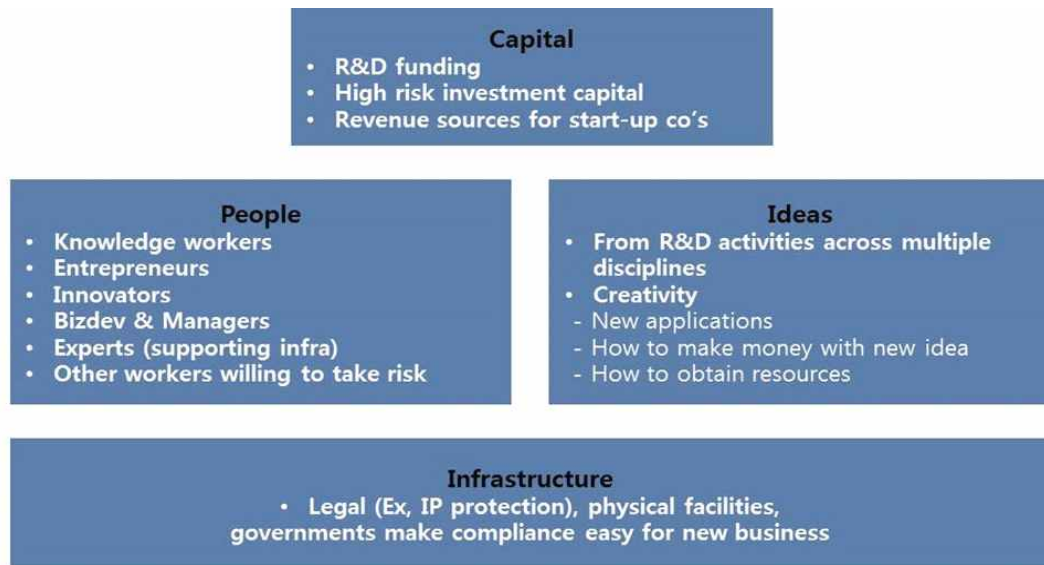 Capital
• R&D funding
• High risk investment capital
• Revenue sources for start-up co's
People
• Knowledge workers
• Entrepreneurs
• Innovators
• Bizdev & Managers
• Experts (supporting infra)
• Other workers willing to take risk
Ideas
• From R&D activities across multiple
disciplines
• Creativity
- New applications
- How to make money with new idea
- How to obtain resources
Infrastructure
• Legal (Ex, IP protection), physical facilities,
governments make compliance easy for new business